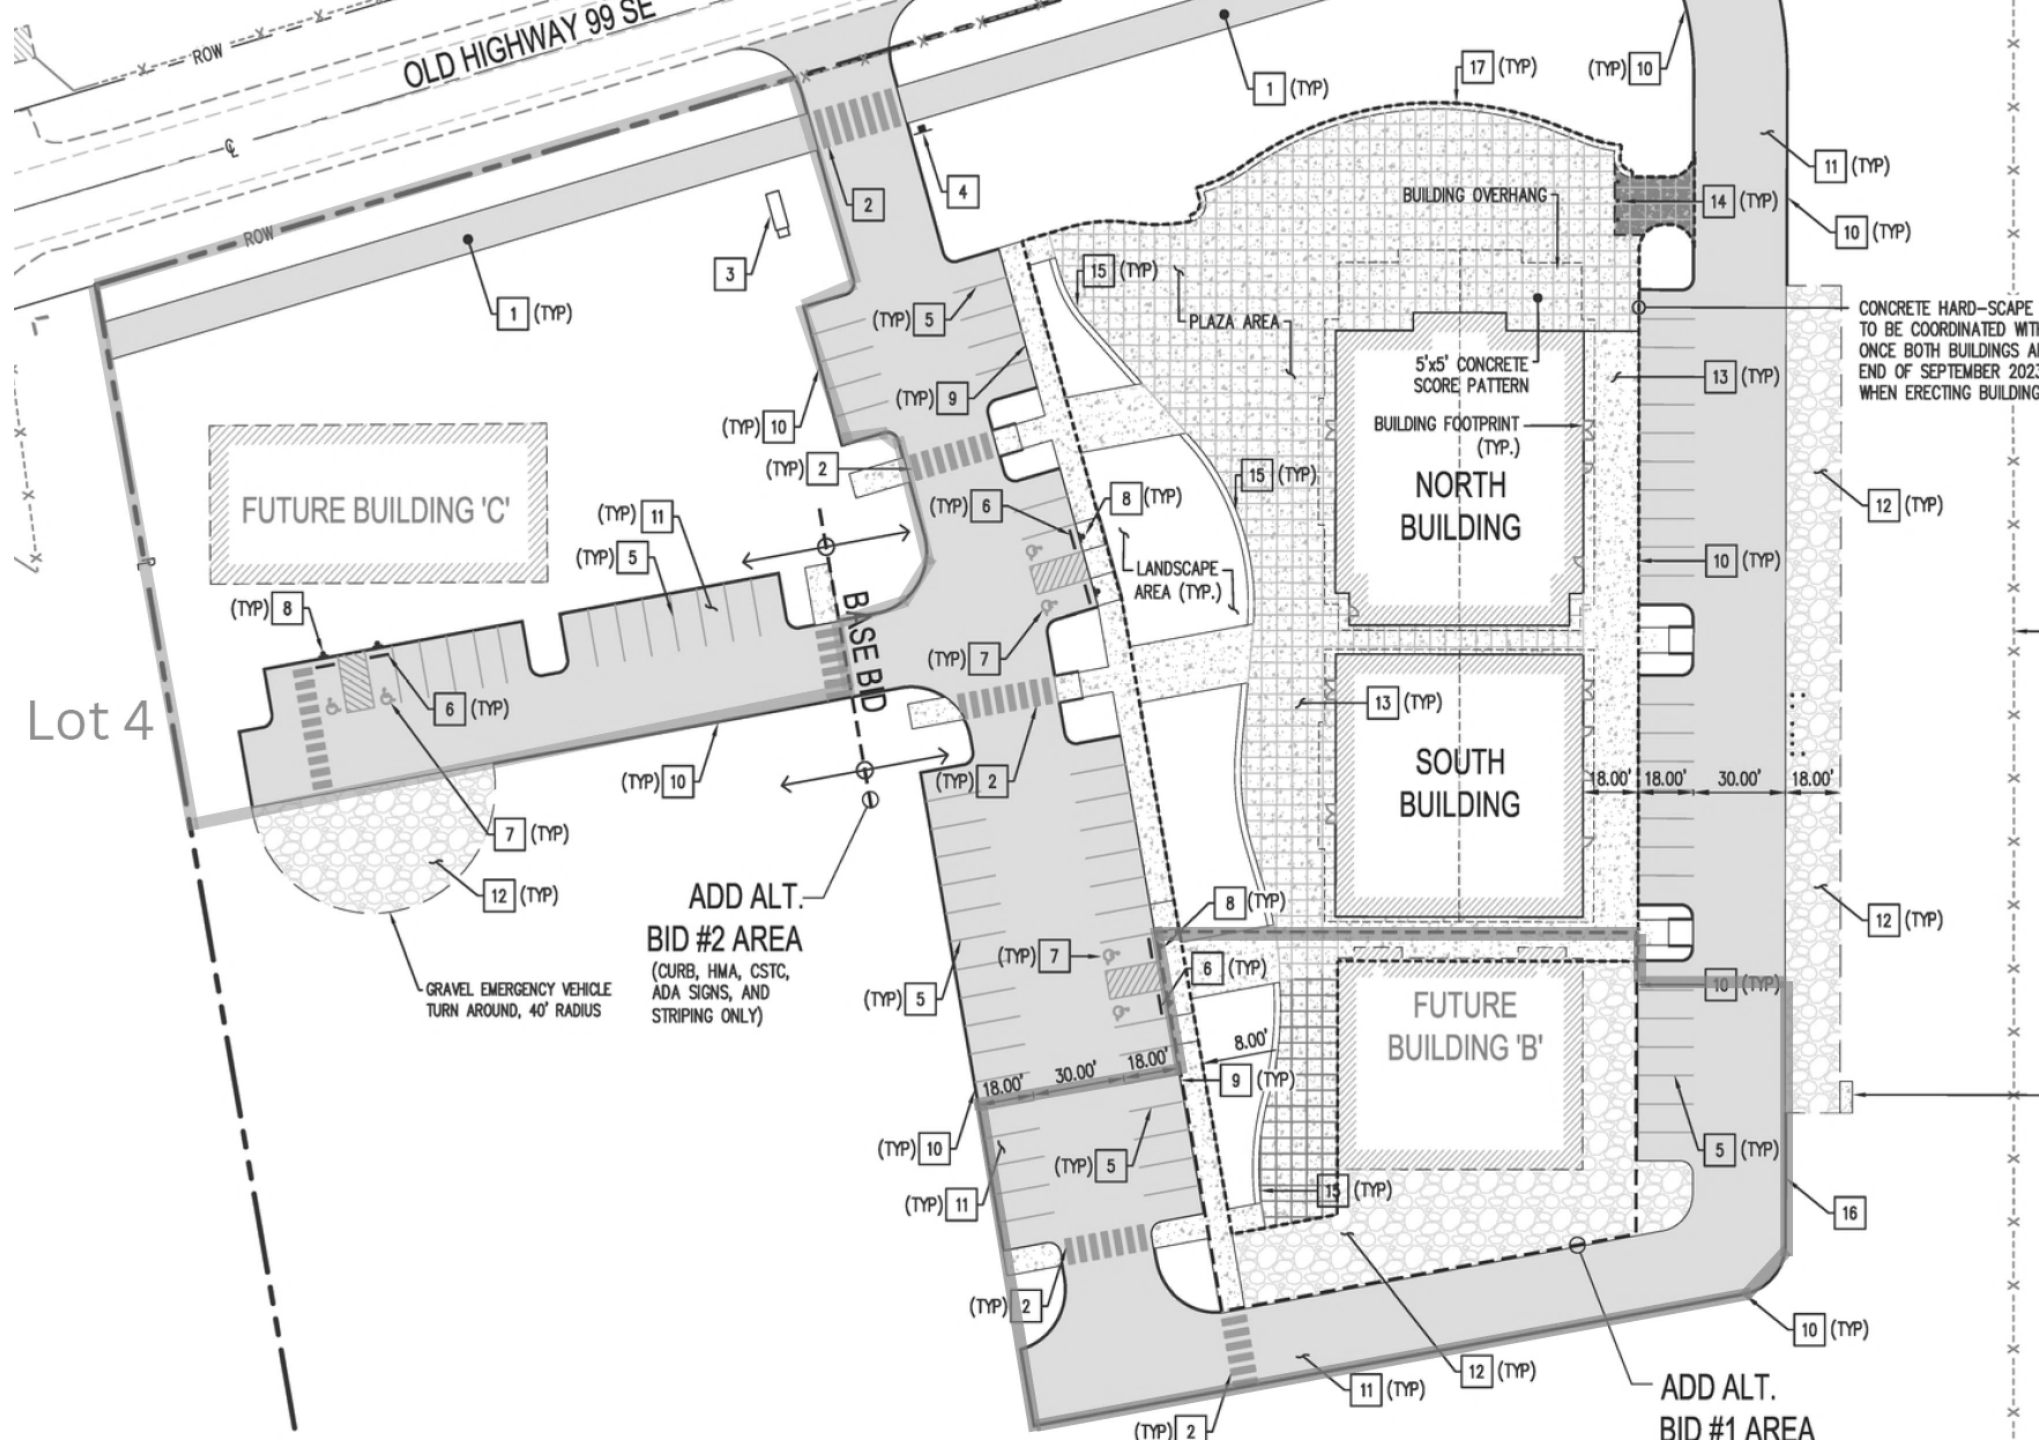 OLD HIGHWAY 99 SE
ROW
℄
ROW
17 (TYP)
(TYP) 10
1 (TYP)
11 (TYP)
2
4
BUILDING OVERHANG
14 (TYP)
10 (TYP)
3
15 (TYP)
1 (TYP)
(TYP) 5
PLAZA AREA
CONCRETE HARD-SCAPE
TO BE COORDINATED WIT
ONCE BOTH BUILDINGS A
END OF SEPTEMBER 2023
WHEN ERECTING BUILDING
5'x5' CONCRETE
SCORE PATTERN
13 (TYP)
(TYP) 9
(TYP) 10
BUILDING FOOTPRINT
(TYP.)
(TYP) 2
15 (TYP)
NORTH
BUILDING
FUTURE BUILDING 'C'
(TYP) 11
(TYP) 6
8 (TYP)
12 (TYP)
(TYP) 5
LANDSCAPE
AREA (TYP.)
10 (TYP)
PL
(TYP) 8
BASE BID
(TYP) 7
Lot 4
6 (TYP)
13 (TYP)
(TYP) 10
(TYP) 2
SOUTH
BUILDING
18.00'
18.00'
30.00'
18.00'
7 (TYP)
12 (TYP)
ADD ALT.
BID #2 AREA
(CURB, HMA, CSTC,
ADA SIGNS, AND
STRIPING ONLY)
8 (TYP)
12 (TYP)
(TYP) 7
6 (TYP)
GRAVEL EMERGENCY VEHICLE
TURN AROUND, 40' RADIUS
(TYP) 5
10 (TYP)
FUTURE
BUILDING 'B'
8.00'
18.00'
30.00'
18.00'
9 (TYP)
(TYP) 10
(TYP) 5
5 (TYP)
(TYP) 11
15 (TYP)
16
(TYP) 2
10 (TYP)
12 (TYP)
11 (TYP)
ADD ALT.
BID #1 AREA
(TYP) 2